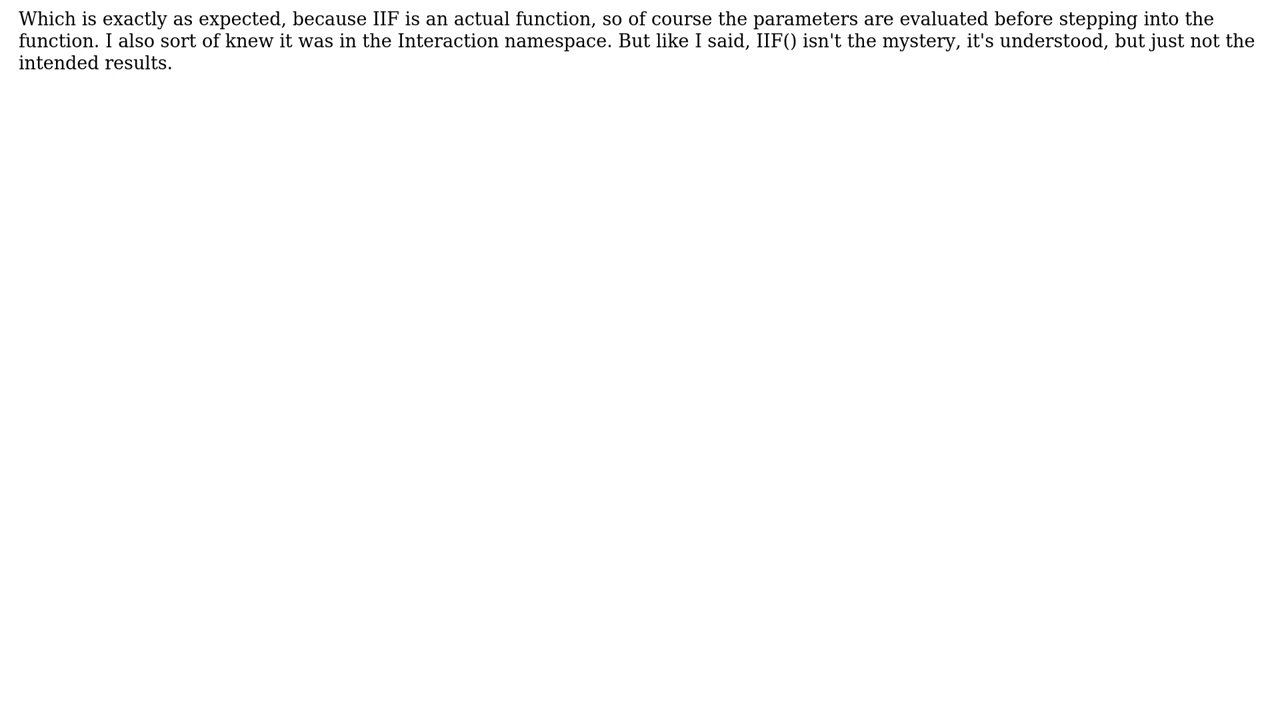 Which is exactly as expected, because IIF is an actual function, so of course the parameters are evaluated before stepping into the
function. I also sort of knew it was in the Interaction namespace. But like I said, IIF() isn't the mystery, it's understood, but just not the
intended results.